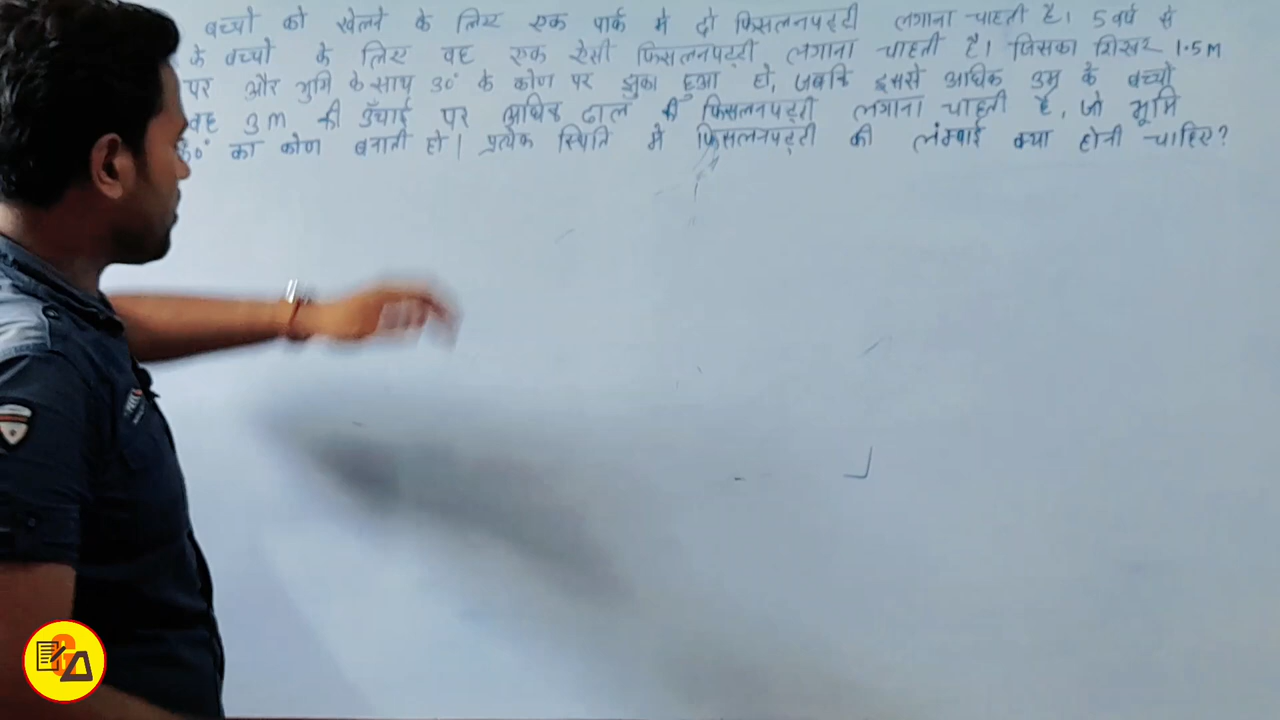 बच्चो को खेलने के लिए एक पार्क मे दो फिसलनपट्टी लगाना चाहती है। 5 वर्ष से
के बच्चो के लिए वह एक ऐसी फिसलनपट्टी लगाना चाहती है। जिसका शिखर 1.5 M
पर और भुमि के साथ 30° के कोण पर झुका हुआ हो, जबकि इससे अधिक उम्र के बच्चो
वह 3 m की ऊँचाई पर अधिक ढाल की फिसलनपट्टी लगाना चाहती है, जो भूमि
60° का कोण बनाती हो। प्रत्येक स्थिति मे फिसलनपट्टी की लंम्बाई क्या होनी चाहिए?